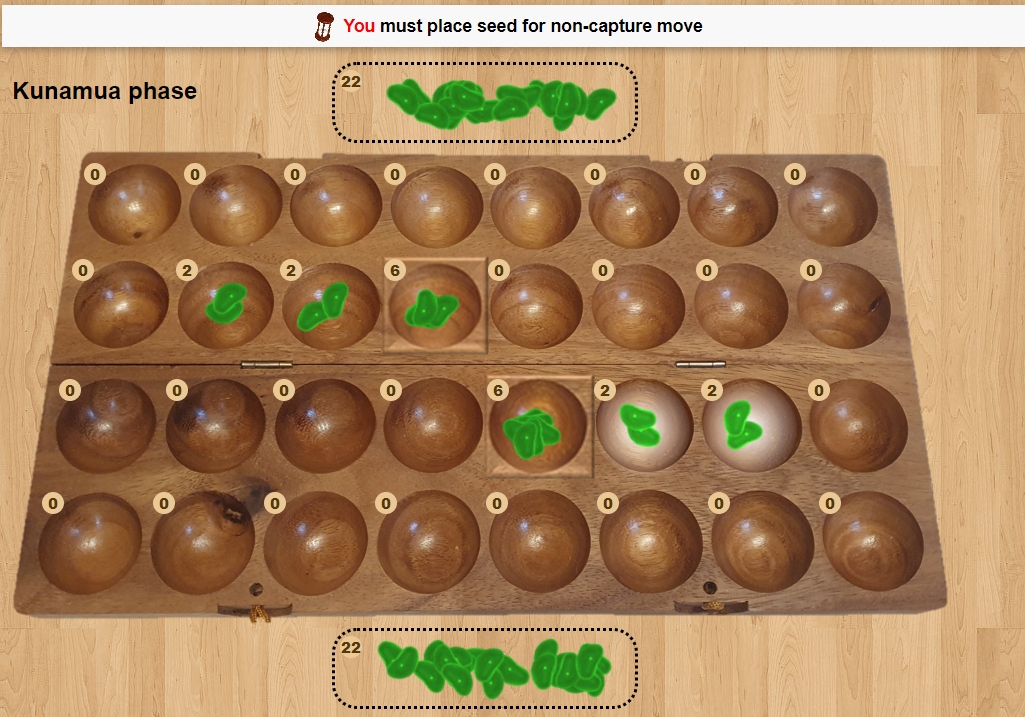 You must place seed for non-capture move
Kunamua phase
22
0 0 0 0 0 0 0 0
0 2 2 6 0 0 0 0
0 0 0 0 6 2 2 0
0 0 0 0 0 0 0 0
22